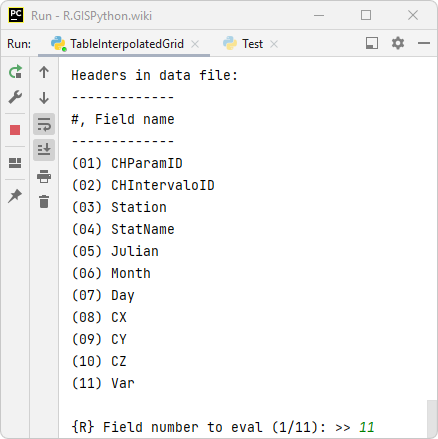 PC
Run - R.GISPython.wiki
Run: TableInterpolatedGrid Test
Headers in data file:
-------------
#, Field name
-------------
(01) CHParamID
(02) CHIntervaloID
(03) Station
(04) StatName
(05) Julian
(06) Month
(07) Day
(08) CX
(09) CY
(10) CZ
(11) Var
{R} Field number to eval (1/11): >> 11